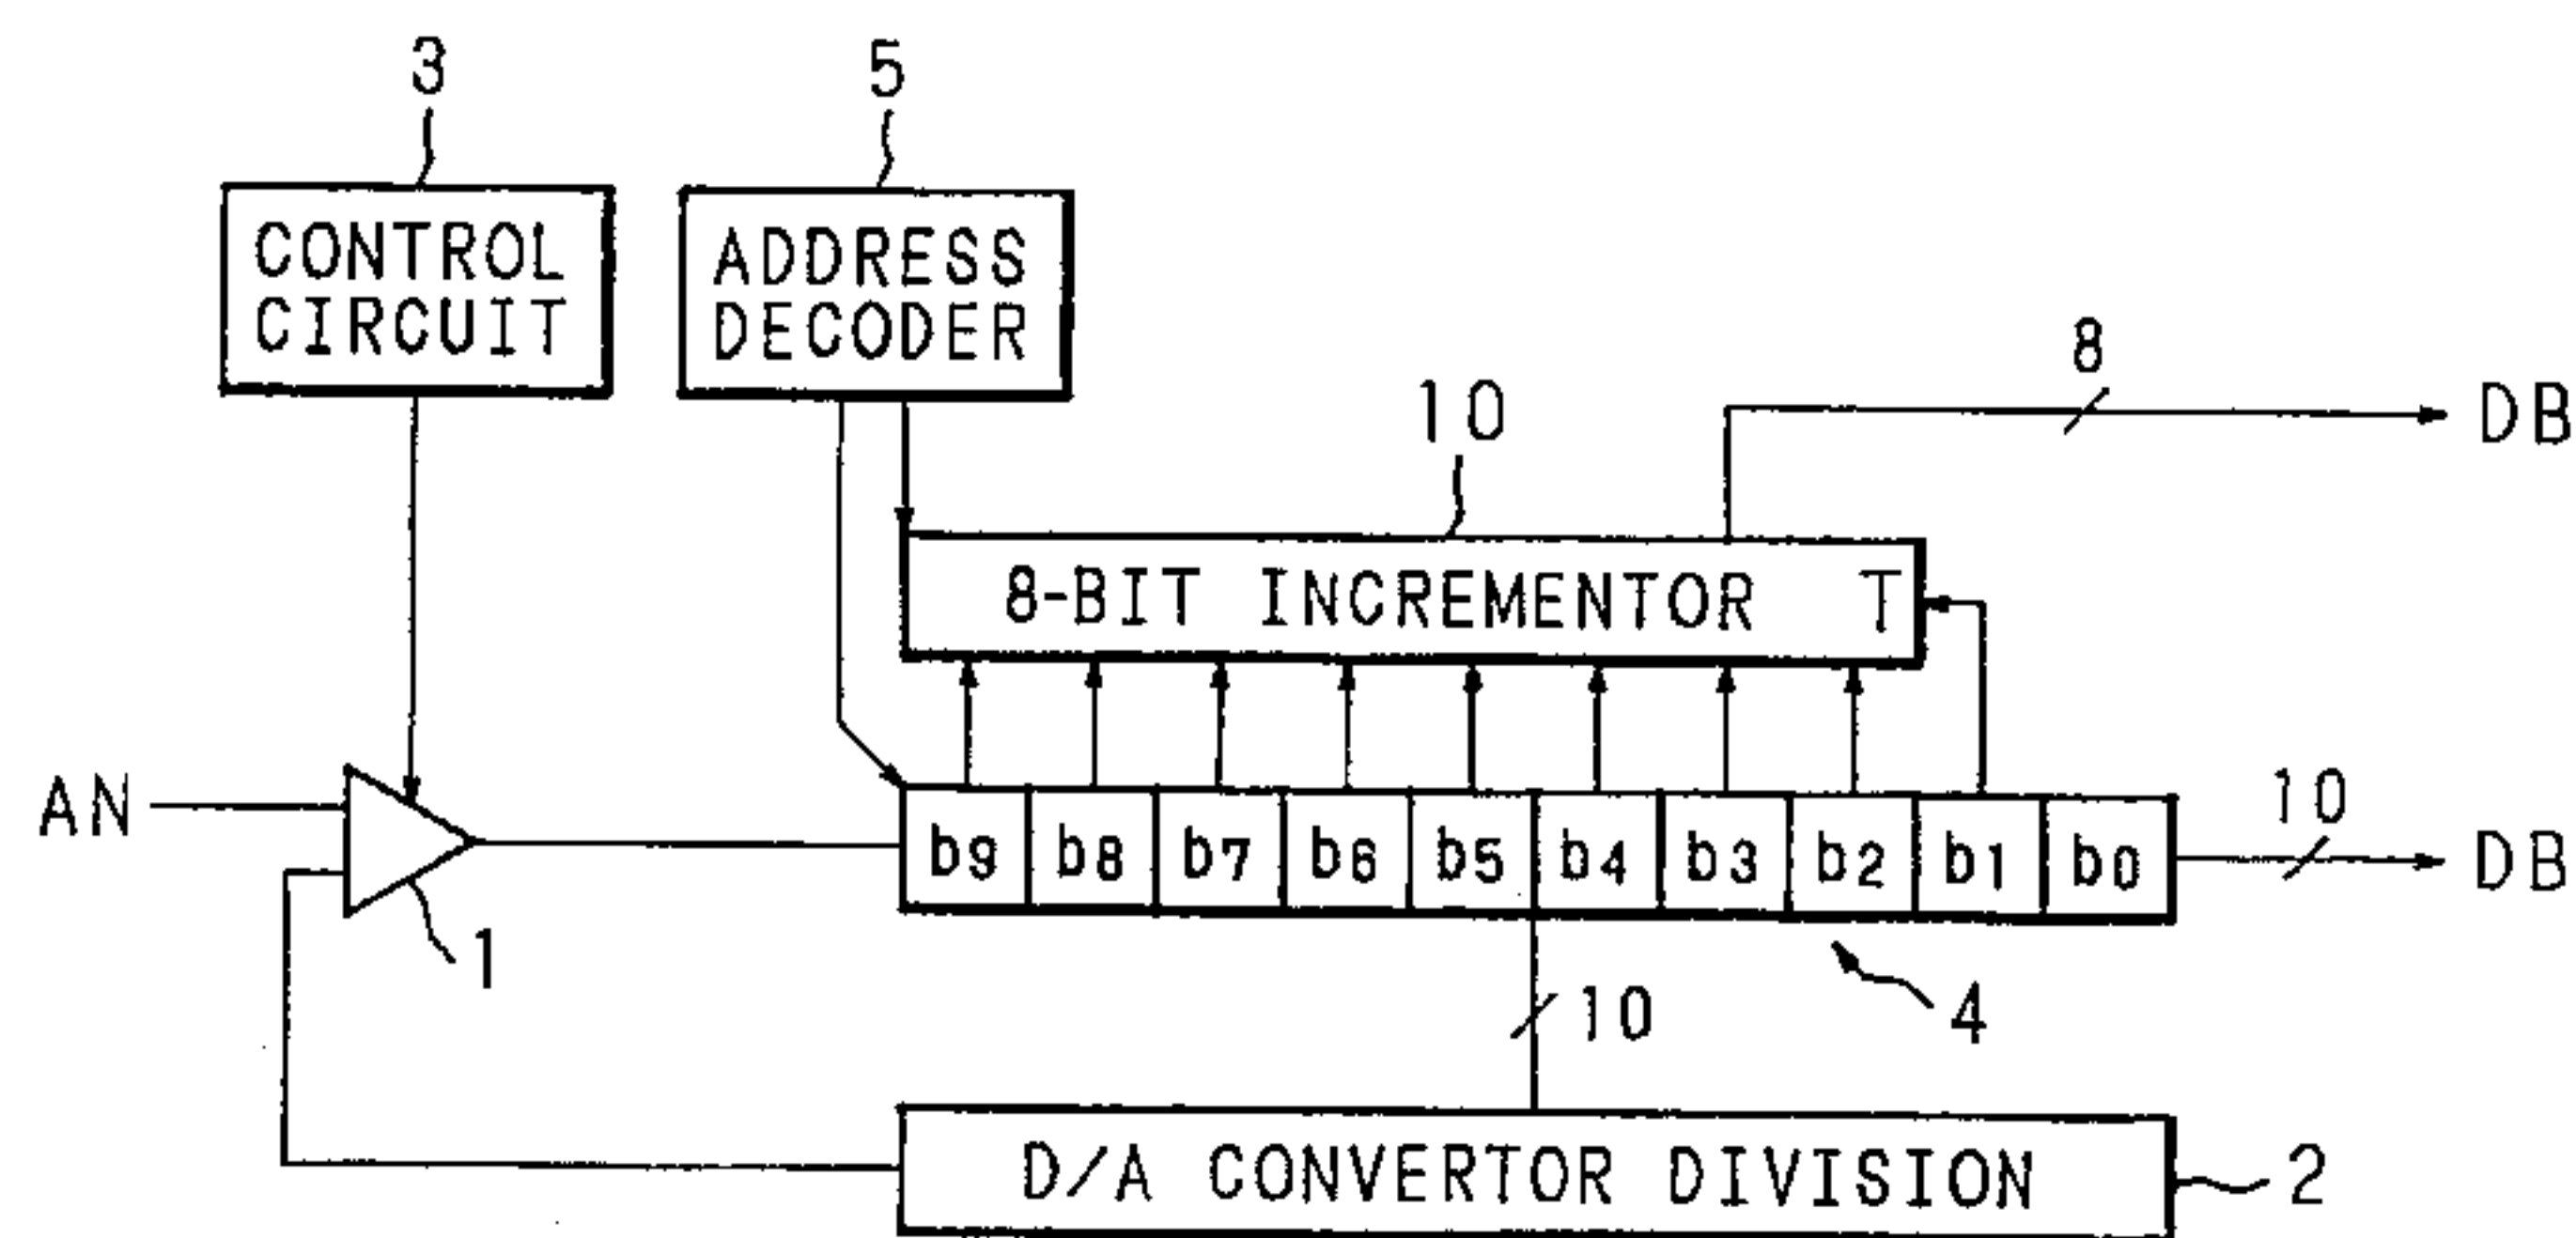 3
5
CONTROL
CIRCUIT
ADDRESS
DECODER
8
DB
10
8-BIT INCREMENTOR T
AN
b9 b8 b7 b6 b5 b4 b3 b2 b1 b0
10
DB
1
10
4
D/A CONVERTOR DIVISION
2